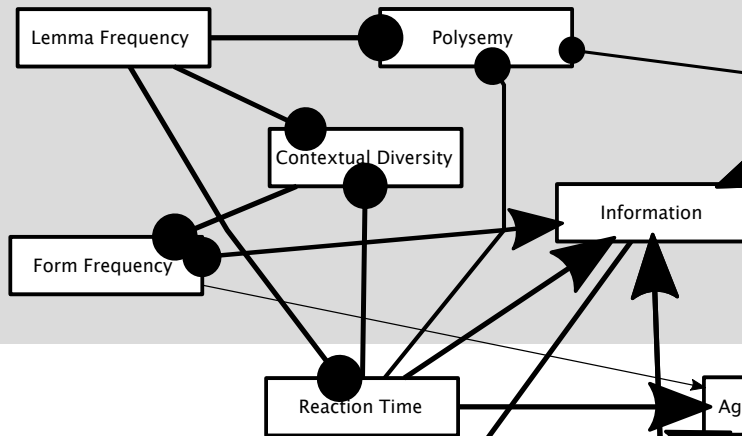 Lemma Frequency
Polysemy
Contextual Diversity
Information
Form Frequency
Reaction Time
Ag